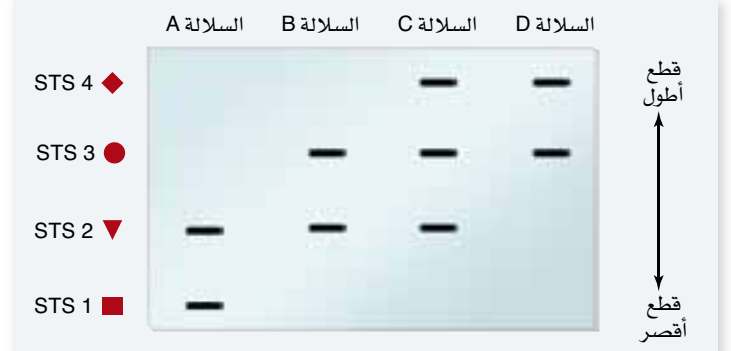 السلالة A السلالة B السلالة C السلالة D
STS 4
STS 3
STS 2
STS 1
قطع
أطول
قطع
أقصر